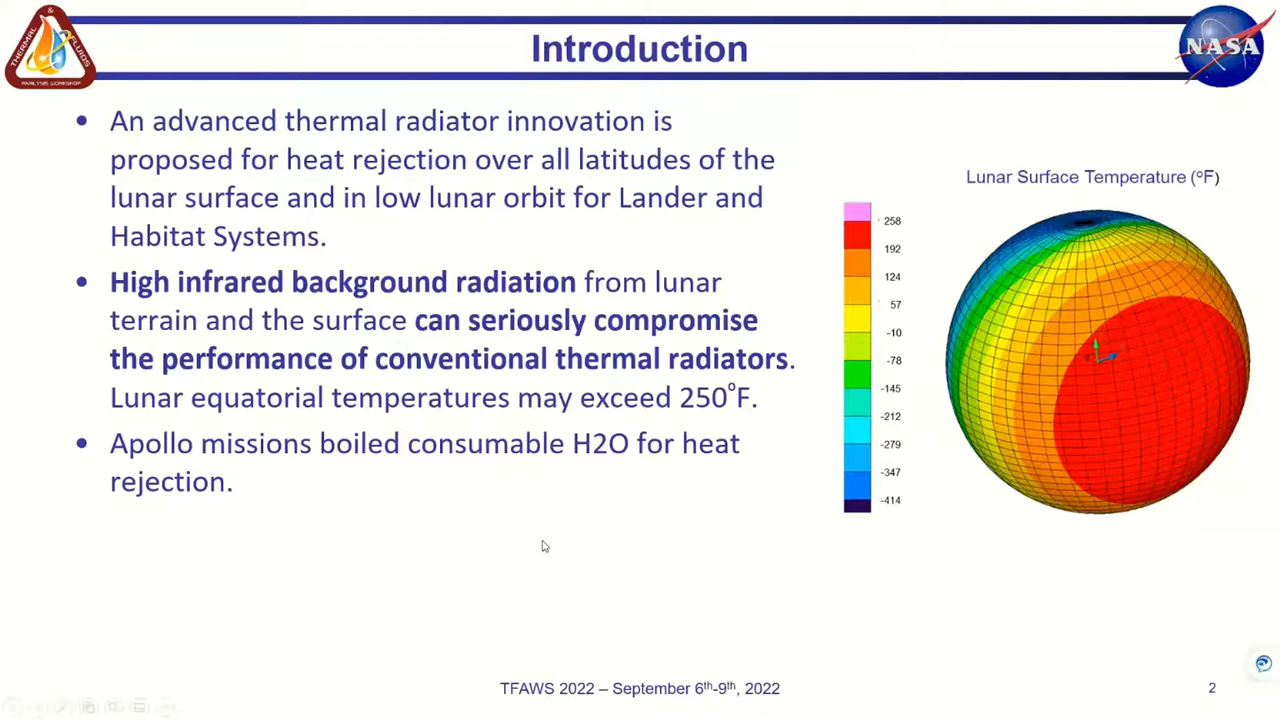 THERMAL & FLUIDS
ANALYSIS WORKSHOP
Introduction
NASA
• An advanced thermal radiator innovation is
proposed for heat rejection over all latitudes of the
lunar surface and in low lunar orbit for Lander and
Habitat Systems.
• High infrared background radiation from lunar
terrain and the surface can seriously compromise
the performance of conventional thermal radiators.
Lunar equatorial temperatures may exceed 250°F.
• Apollo missions boiled consumable H2O for heat
rejection.
Lunar Surface Temperature (°F)
258
192
124
57
-10
-78
-145
-212
-279
-347
-414
TFAWS 2022 – September 6th-9th, 2022
2